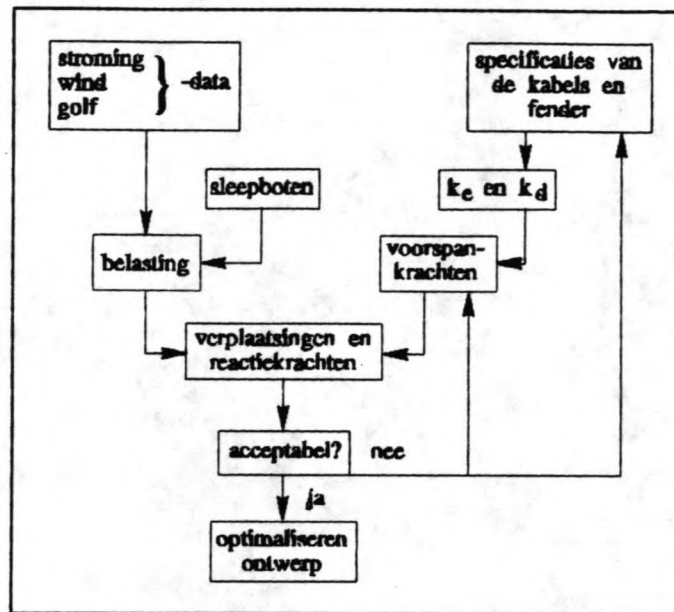 stroming
wind
golf
-data
specificaties van
de kabels en
fender
sleepboten
ke en kd
belasting
voorspan-
krachten
verplaatsingen en
reactiekrachten
acceptabel?
nee
ja
optimaliseren
ontwerp